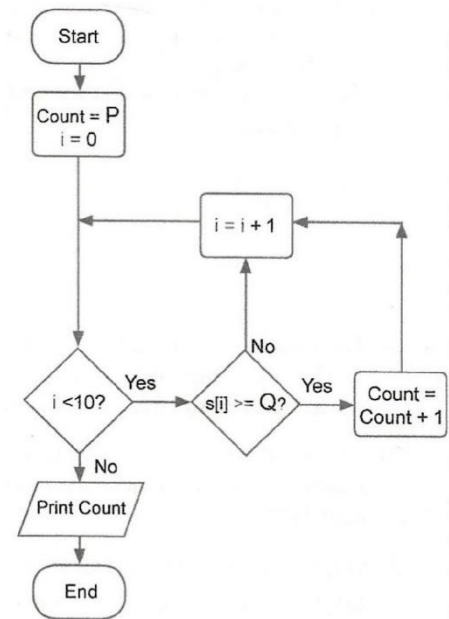 Start
Count = P
i = 0
i = i + 1
No
i <10?
Yes
s[i] >= Q?
Yes
Count =
Count + 1
No
Print Count
End